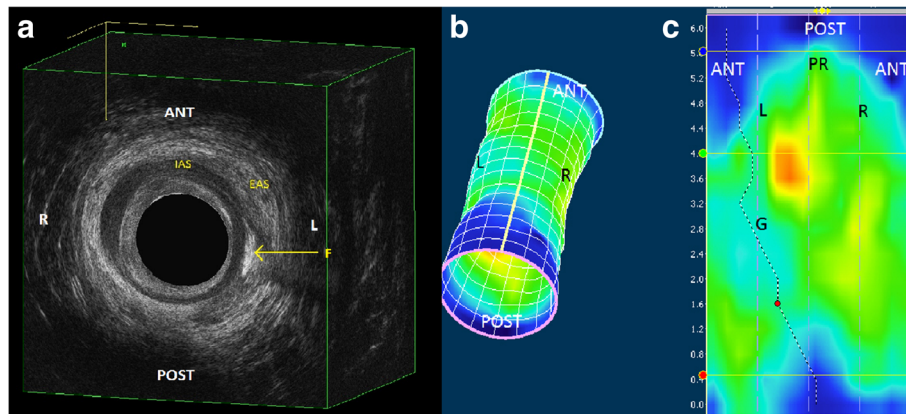 a
ANT
IAS
EAS
R
L
F
POST
b
ANT
L
R
POST
c
POST
ANT
PR
ANT
L
R
G
5.6
5.2
4.8
4.4
4.0
3.6
3.2
2.8
2.4
2.0
1.6
1.2
0.8
0.4
0.0